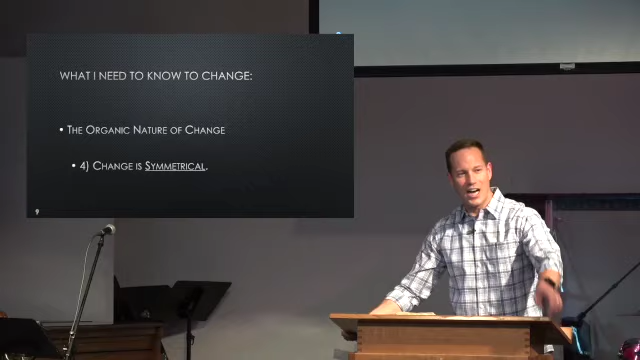 WHAT I NEED TO KNOW TO CHANGE:
• THE ORGANIC NATURE OF CHANGE
• 4) CHANGE IS SYMMETRICAL.
9